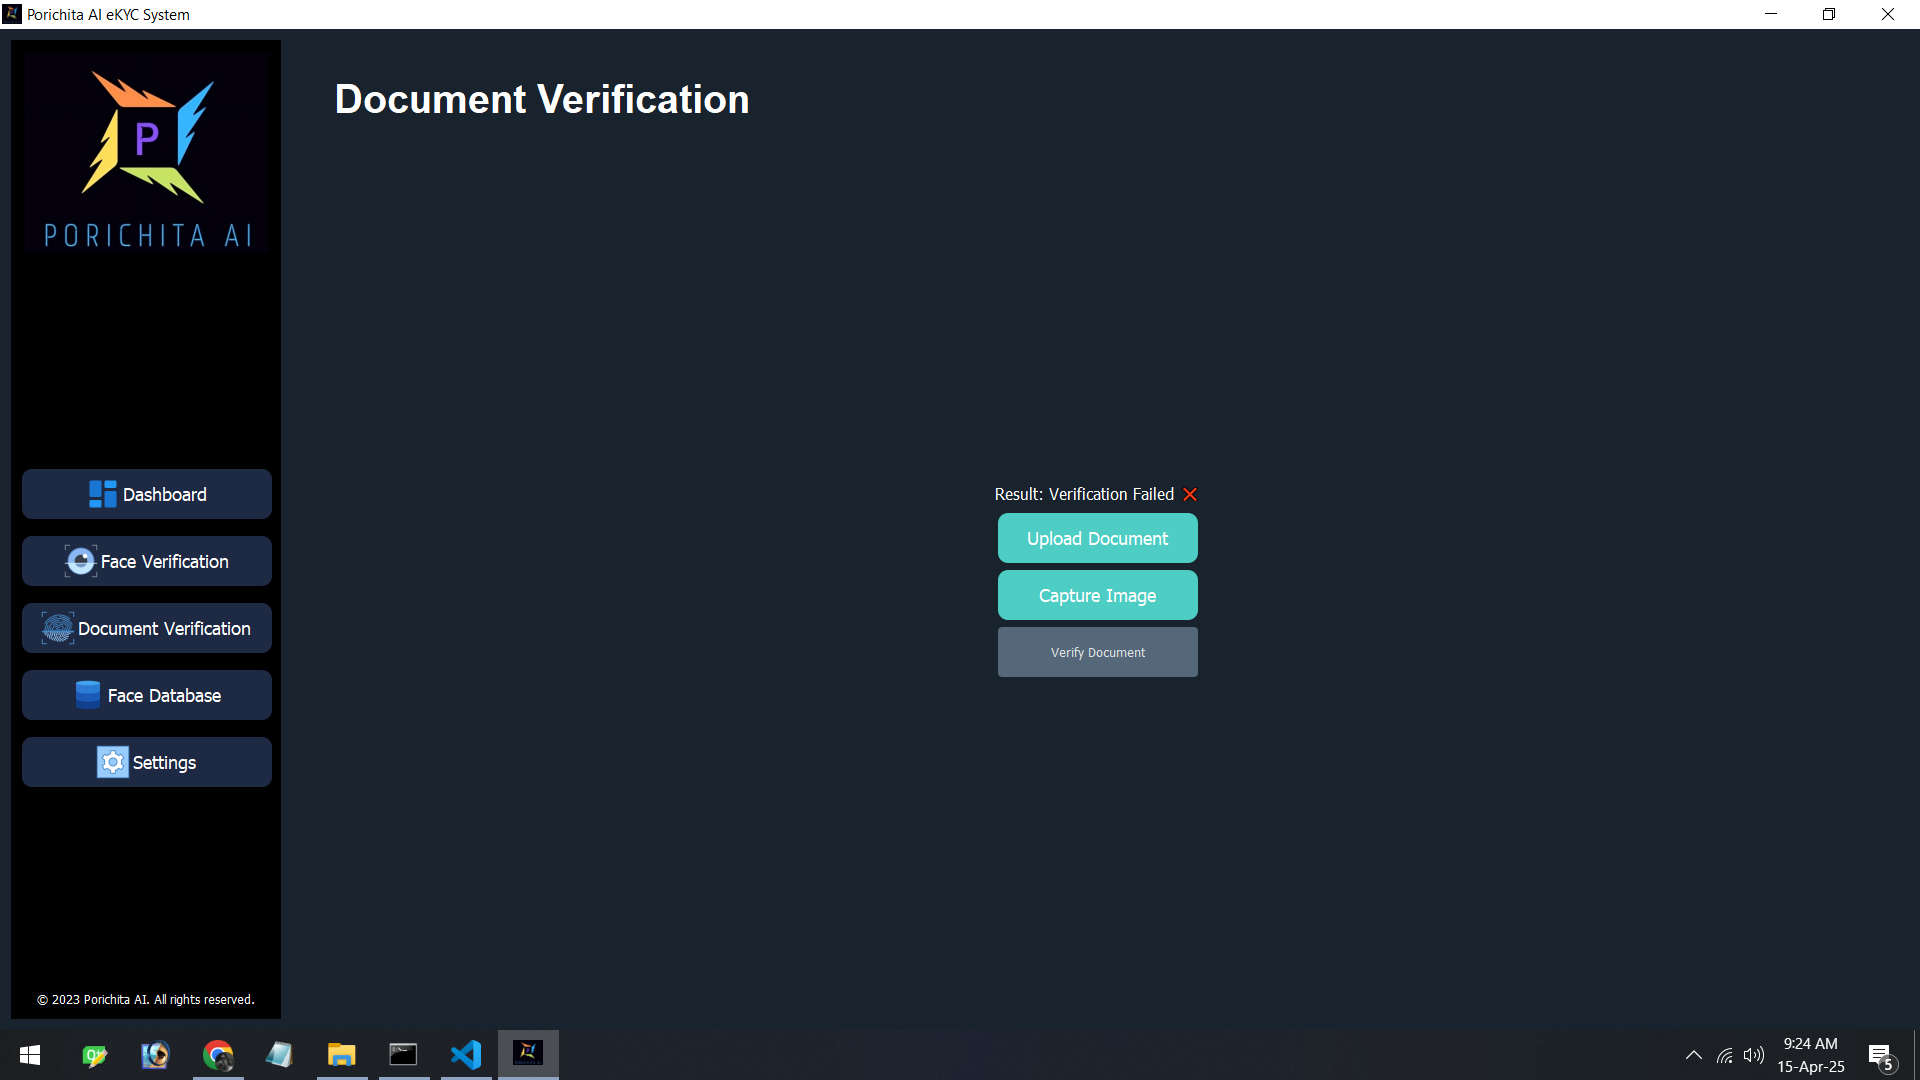 Porichita AI eKYC System
P
PORICHITA AI
Document Verification
Dashboard
Face Verification
Document Verification
Face Database
Settings
Result: Verification Failed ❌
Upload Document
Capture Image
Verify Document
© 2023 Porichita AI. All rights reserved.
9:24 AM
15-Apr-25
5